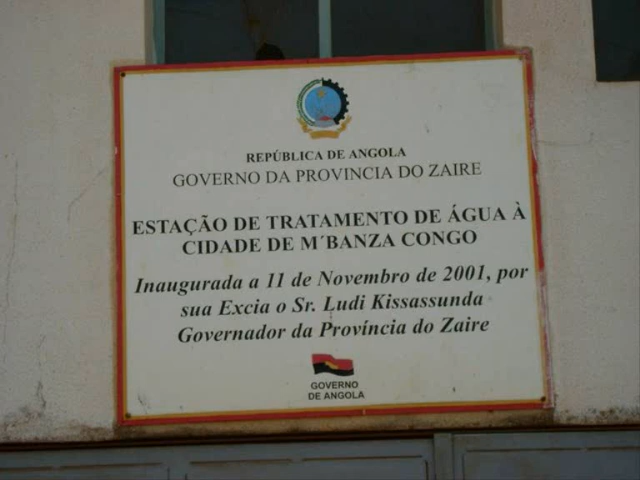 REPÚBLICA DE ANGOLA
GOVERNO DA PROVINCIA DO ZAIRE
ESTAÇÃO DE TRATAMENTO DE ÁGUA À
CIDADE DE M´BANZA CONGO
Inaugurada a 11 de Novembro de 2001, por
sua Excia o Sr. Ludi Kissassunda
Governador da Província do Zaire
GOVERNO
DE ANGOLA